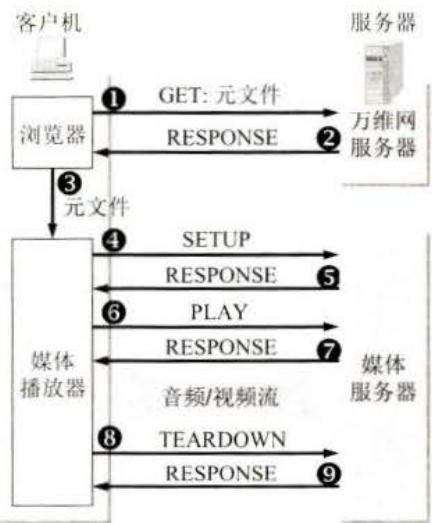 客户机
服务器
❶ GET: 元文件
浏览器
RESPONSE ❷
万维网
服务器
❸
元文件
❹ SETUP
RESPONSE ❺
❻ PLAY
RESPONSE ❼
媒体
播放器
媒体
服务器
音频/视频流
❽ TEARDOWN
RESPONSE ❾